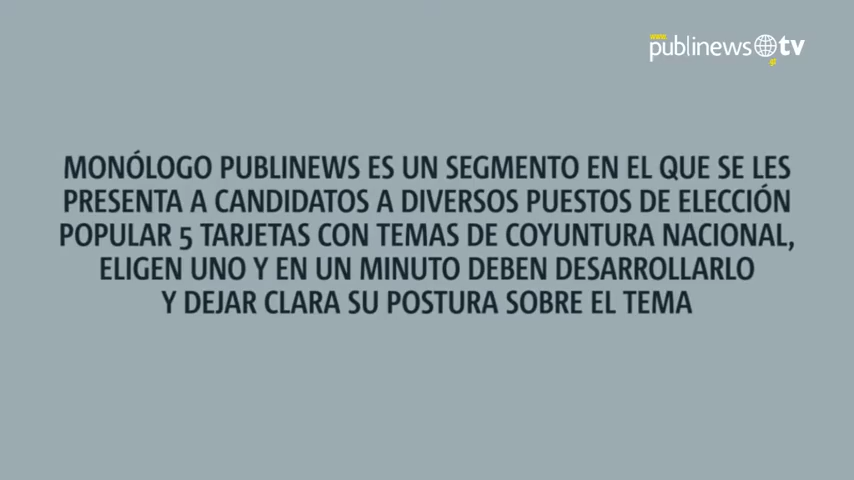 www.
publinews tv
.gt
MONÓLOGO PUBLINEWS ES UN SEGMENTO EN EL QUE SE LES
PRESENTA A CANDIDATOS A DIVERSOS PUESTOS DE ELECCIÓN
POPULAR 5 TARJETAS CON TEMAS DE COYUNTURA NACIONAL,
ELIGEN UNO Y EN UN MINUTO DEBEN DESARROLLARLO
Y DEJAR CLARA SU POSTURA SOBRE EL TEMA